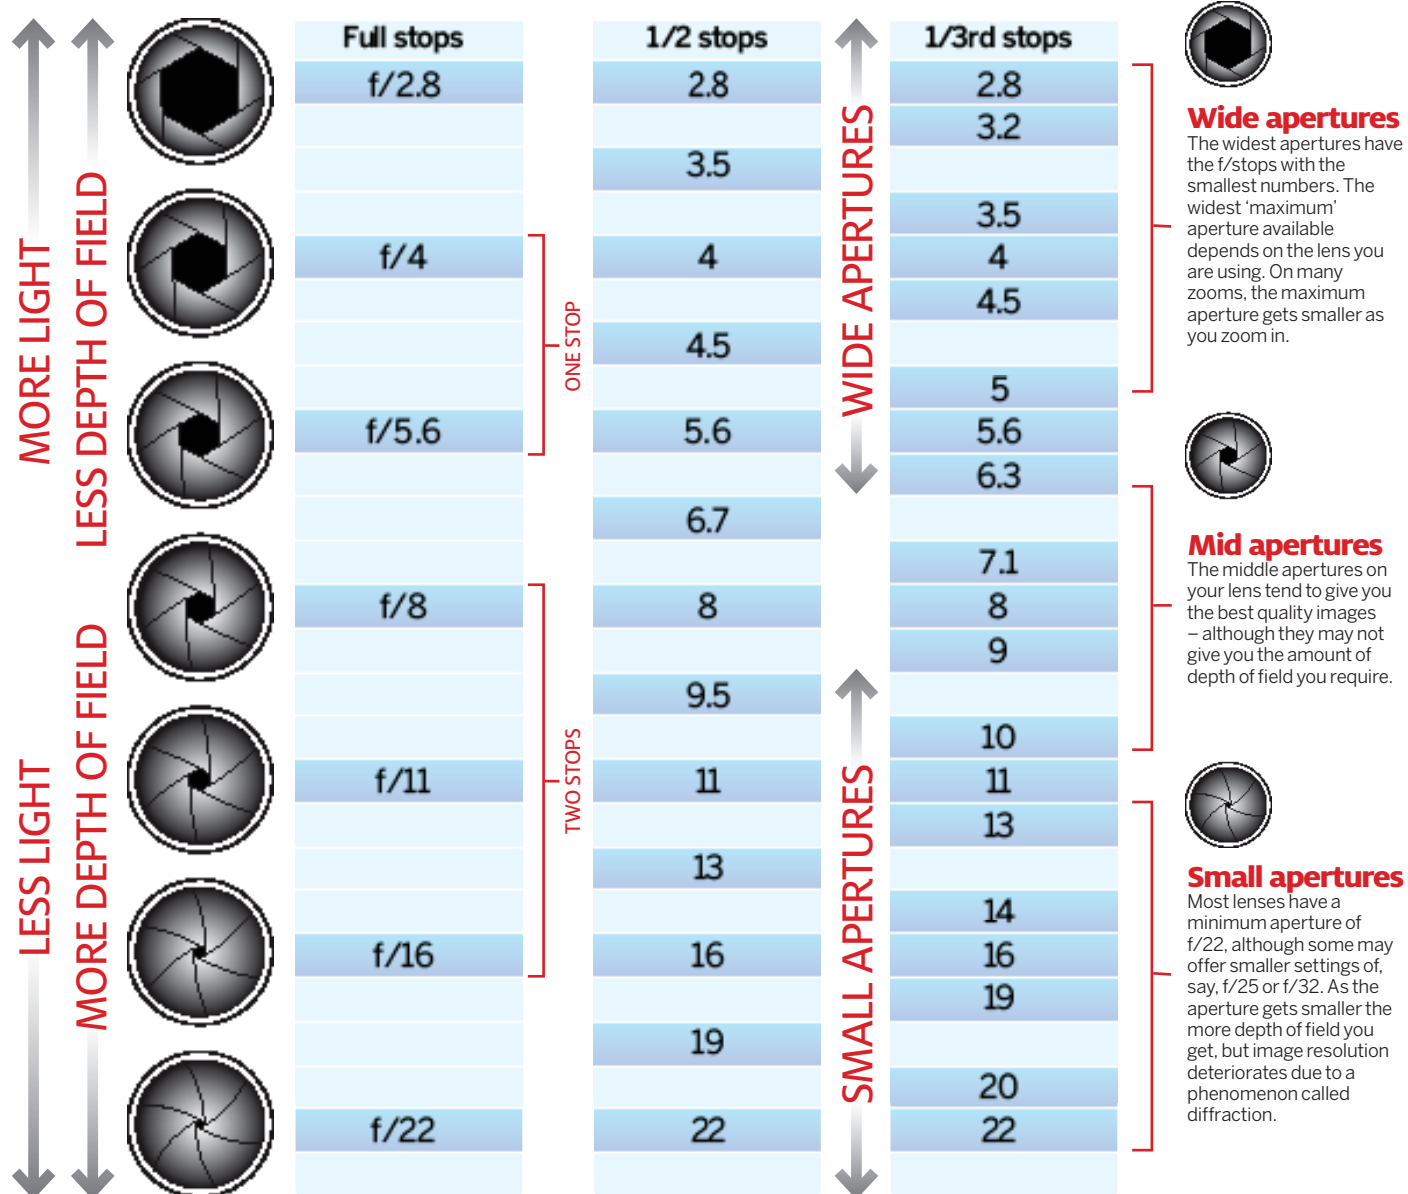 MORE LIGHT
LESS LIGHT
LESS DEPTH OF FIELD
MORE DEPTH OF FIELD
Full stops
f/2.8
f/4
f/5.6
f/8
f/11
f/16
f/22
ONE STOP
TWO STOPS
1/2 stops
2.8
3.5
4
4.5
5.6
6.7
8
9.5
11
13
16
19
22
WIDE APERTURES
SMALL APERTURES
1/3rd stops
2.8
3.2
3.5
4
4.5
5
5.6
6.3
7.1
8
9
10
11
13
14
16
19
20
22
Wide apertures
The widest apertures have
the f/stops with the
smallest numbers. The
widest ‘maximum’
aperture available
depends on the lens you
are using. On many
zooms, the maximum
aperture gets smaller as
you zoom in.
Mid apertures
The middle apertures on
your lens tend to give you
the best quality images
– although they may not
give you the amount of
depth of field you require.
Small apertures
Most lenses have a
minimum aperture of
f/22, although some may
offer smaller settings of,
say, f/25 or f/32. As the
aperture gets smaller the
more depth of field you
get, but image resolution
deteriorates due to a
phenomenon called
diffraction.